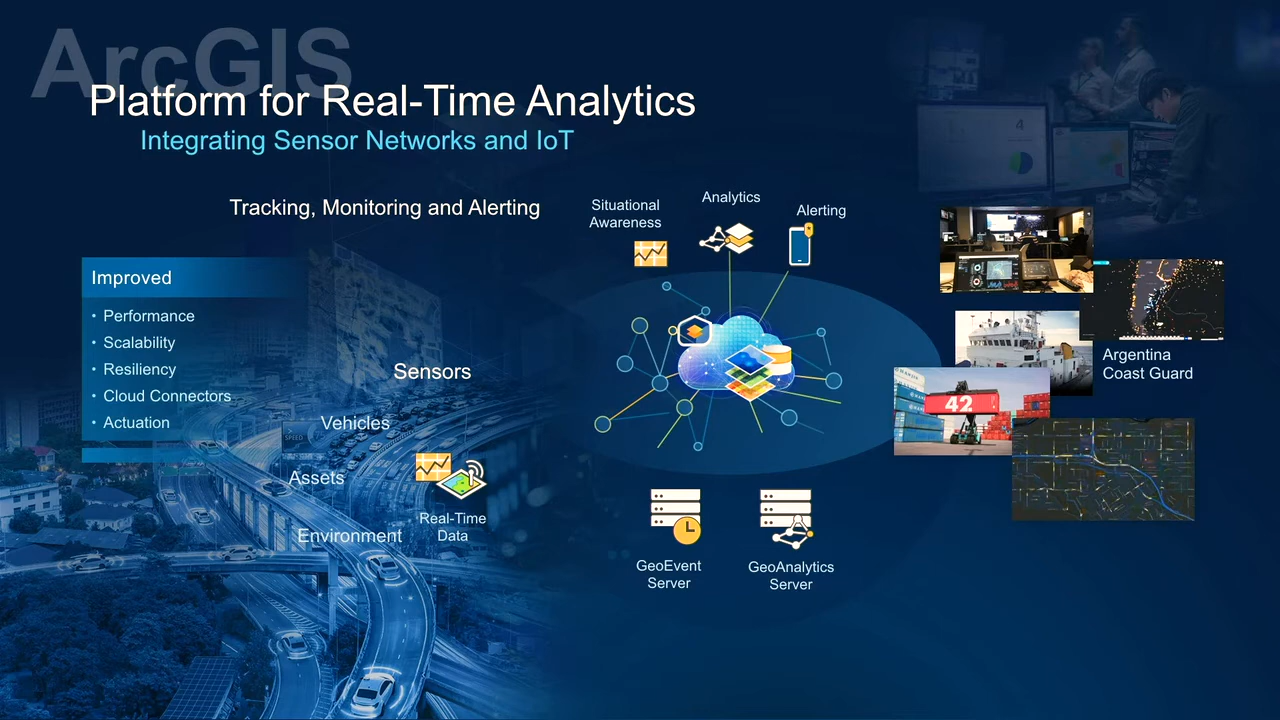 ArcGIS
Platform for Real-Time Analytics
Integrating Sensor Networks and IoT
Tracking, Monitoring and Alerting
Situational
Awareness
Analytics
Alerting
Improved
• Performance
• Scalability
• Resiliency
• Cloud Connectors
• Actuation
Sensors
Vehicles
SPEED
Assets
Environment
Real-Time
Data
GeoEvent
Server
GeoAnalytics
Server
Argentina
Coast Guard
42
4